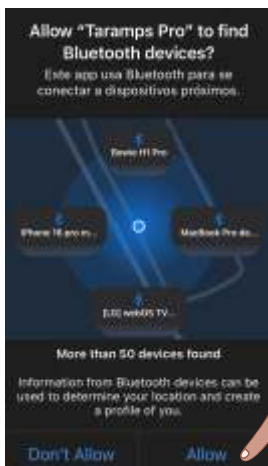 Allow “Taramps Pro” to find
Bluetooth devices?
Este app usa Bluetooth para se
conectar a dispositivos próximos.
H1 Pro
iPhone 16 pro m...
MacBook Pro de...
[LG] webOS TV...
More than 50 devices found
Information from Bluetooth devices can be
used to determine your location and create
a profile of you.
Don't Allow
Allow